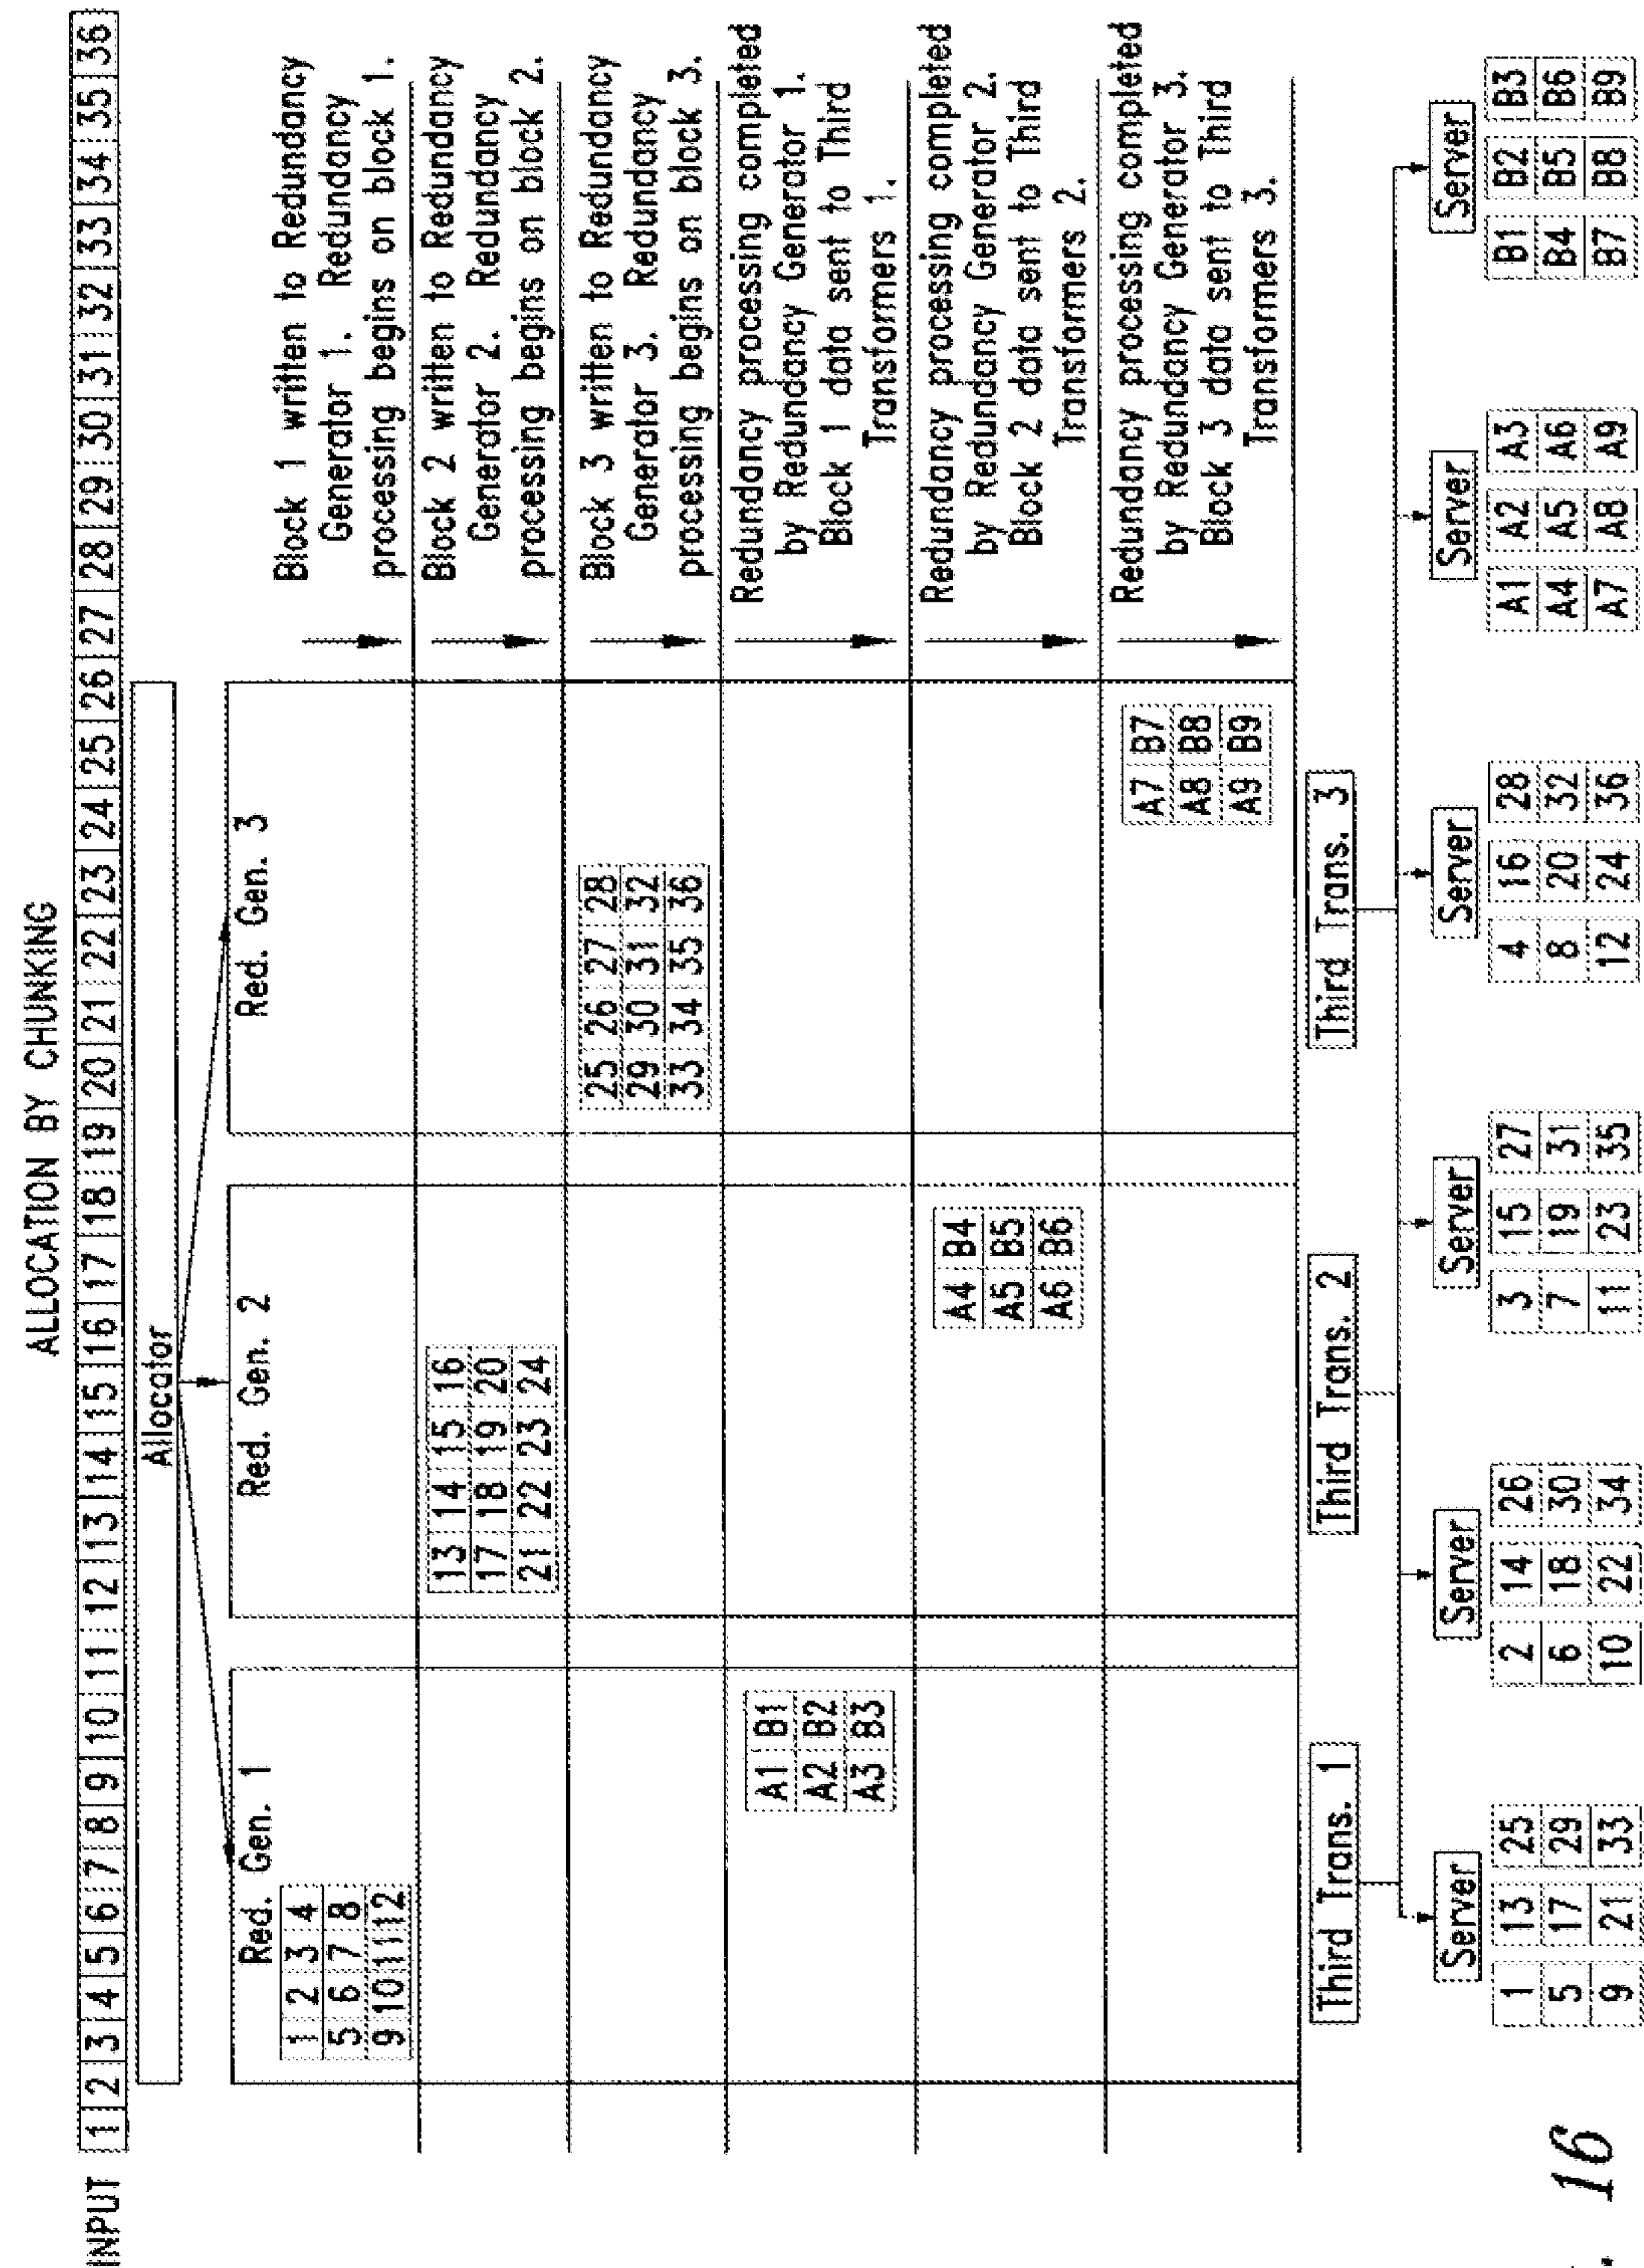 ALLOCATION BY CHUNKING
INPUT 1 2 3 4 5 6 7 8 9 10 11 12 13 14 15 16 17 18 19 20 21 22 23 24 25 26 27 28 29 30 31 32 33 34 35 36
Allocator
Red. Gen. 1
Red. Gen. 2
Red. Gen. 3
1 2 3 4
5 6 7 8
9 10 11 12
Block 1 written to Redundancy
Generator 1. Redundancy
processing begins on block 1.
13 14 15 16
17 18 19 20
21 22 23 24
Block 2 written to Redundancy
Generator 2. Redundancy
processing begins on block 2.
25 26 27 28
29 30 31 32
33 34 35 36
Block 3 written to Redundancy
Generator 3. Redundancy
processing begins on block 3.
A1 B1
A2 B2
A3 B3
Redundancy processing completed
by Redundancy Generator 1.
Block 1 data sent to Third
Transformers 1.
A4 B4
A5 B5
A6 B6
Redundancy processing completed
by Redundancy Generator 2.
Block 2 data sent to Third
Transformers 2.
A7 B7
A8 B8
A9 B9
Redundancy processing completed
by Redundancy Generator 3.
Block 3 data sent to Third
Transformers 3.
Third Trans. 1
Third Trans. 2
Third Trans. 3
Server
1 13 25
5 17 29
9 21 33
Server
2 14 26
6 18 30
10 22 34
Server
3 15 27
7 19 31
11 23 35
Server
4 16 28
8 20 32
12 24 36
Server
A1 A2 A3
A4 A5 A6
A7 A8 A9
Server
B1 B2 B3
B4 B5 B6
B7 B8 B9
. 16